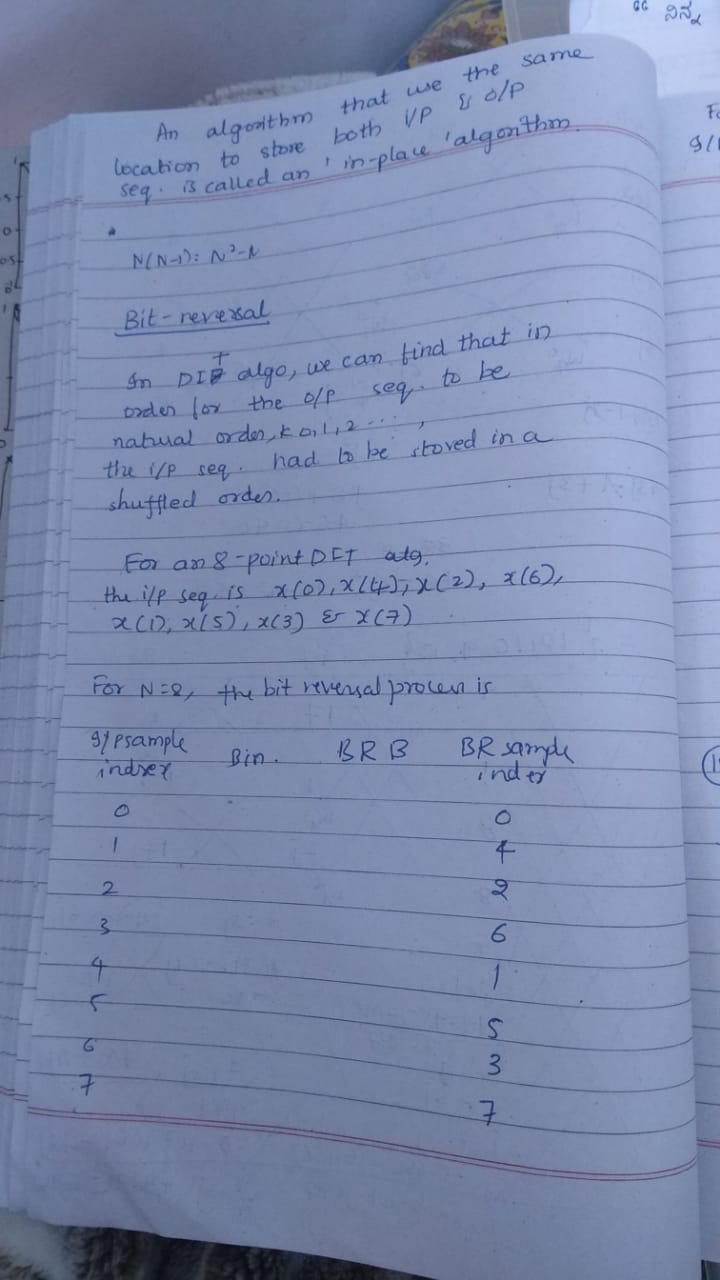 An algorithm that use the same
location to store both I/P & O/P
seq. is called an 'in-place' algorithm.
N(N-1) = N²-N
Bit-reversal
In DIT algo, we can find that in
order for the o/p seq. to be
natural order, k 0,1,2 ...,
the i/p seq. had to be stored in a
shuffled order.
For an 8-point DFT alg.
the i/p seq. is x(0), x(4), x(2), x(6),
x(1), x(5), x(3) & x(7)
For N=8, the bit reversal process is
I/P sample Bin. BRB BR sample
index index
0 0
1 4
2 2
3 6
4 1
5 5
6 3
7 7
“ ನಿನ್ನ